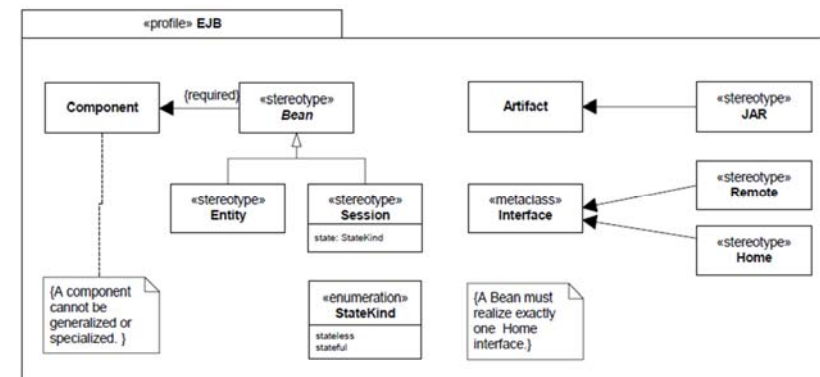 «profile» EJB
Component
{required}
«stereotype»
Bean
Artifact
«stereotype»
JAR
«stereotype»
Entity
«stereotype»
Session
state: StateKind
«metaclass»
Interface
«stereotype»
Remote
«stereotype»
Home
{A component
cannot be
generalized or
specialized. }
«enumeration»
StateKind
stateless
stateful
{A Bean must
realize exactly
one Home
interface.}